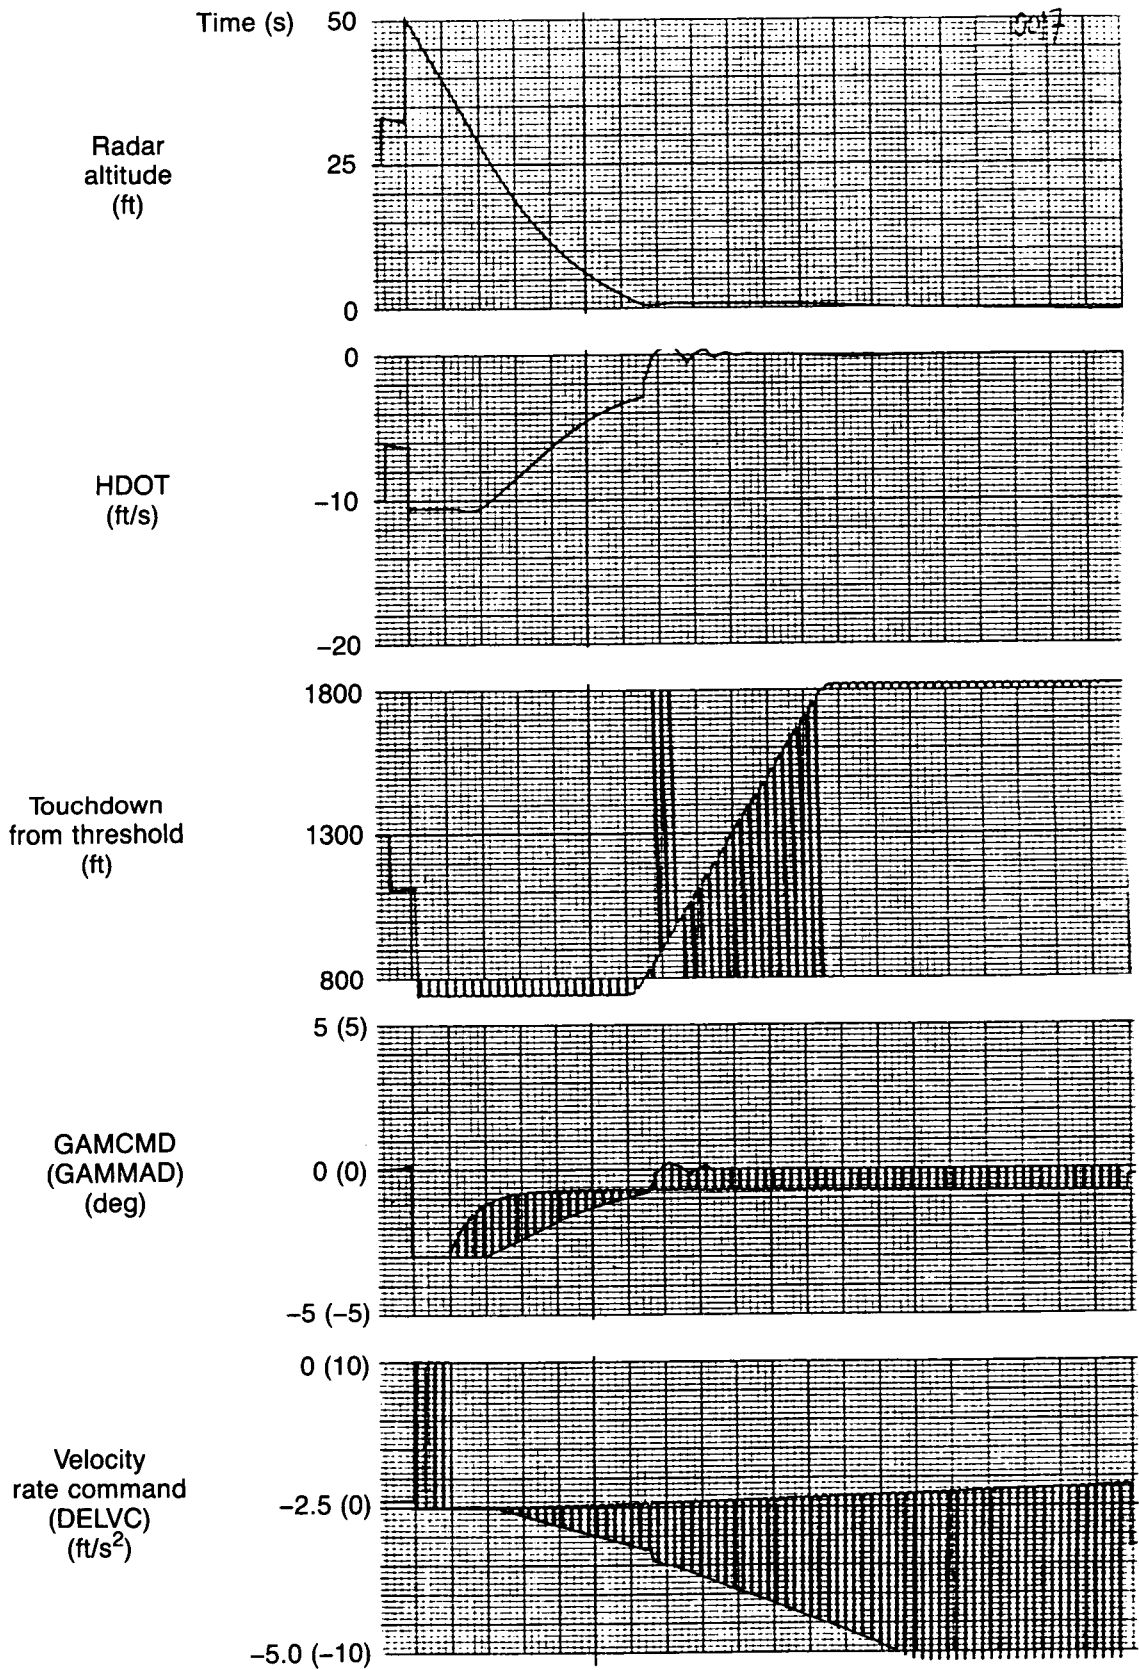 Time (s)
50
0017
Radar
altitude
(ft)
25
0
0
HDOT
(ft/s)
−10
−20
1800
Touchdown
from threshold
(ft)
1300
800
5 (5)
GAMCMD
(GAMMAD)
(deg)
0 (0)
−5 (−5)
0 (10)
Velocity
rate command
(DELVC)
(ft/s²)
−2.5 (0)
−5.0 (−10)